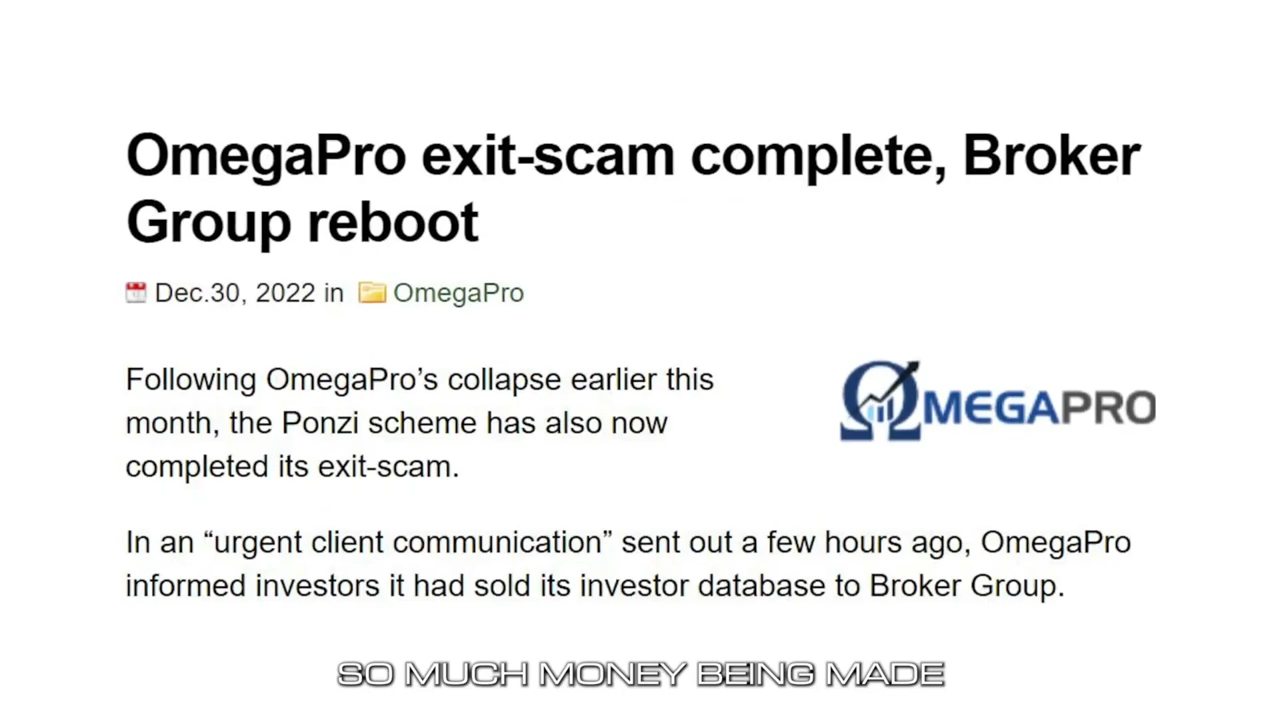 OmegaPro exit-scam complete, Broker
Group reboot
Dec.30, 2022 in OmegaPro
Following OmegaPro’s collapse earlier this
month, the Ponzi scheme has also now
completed its exit-scam.
ΩMEGAPRO
In an “urgent client communication” sent out a few hours ago, OmegaPro
informed investors it had sold its investor database to Broker Group.
SO MUCH MONEY BEING MADE